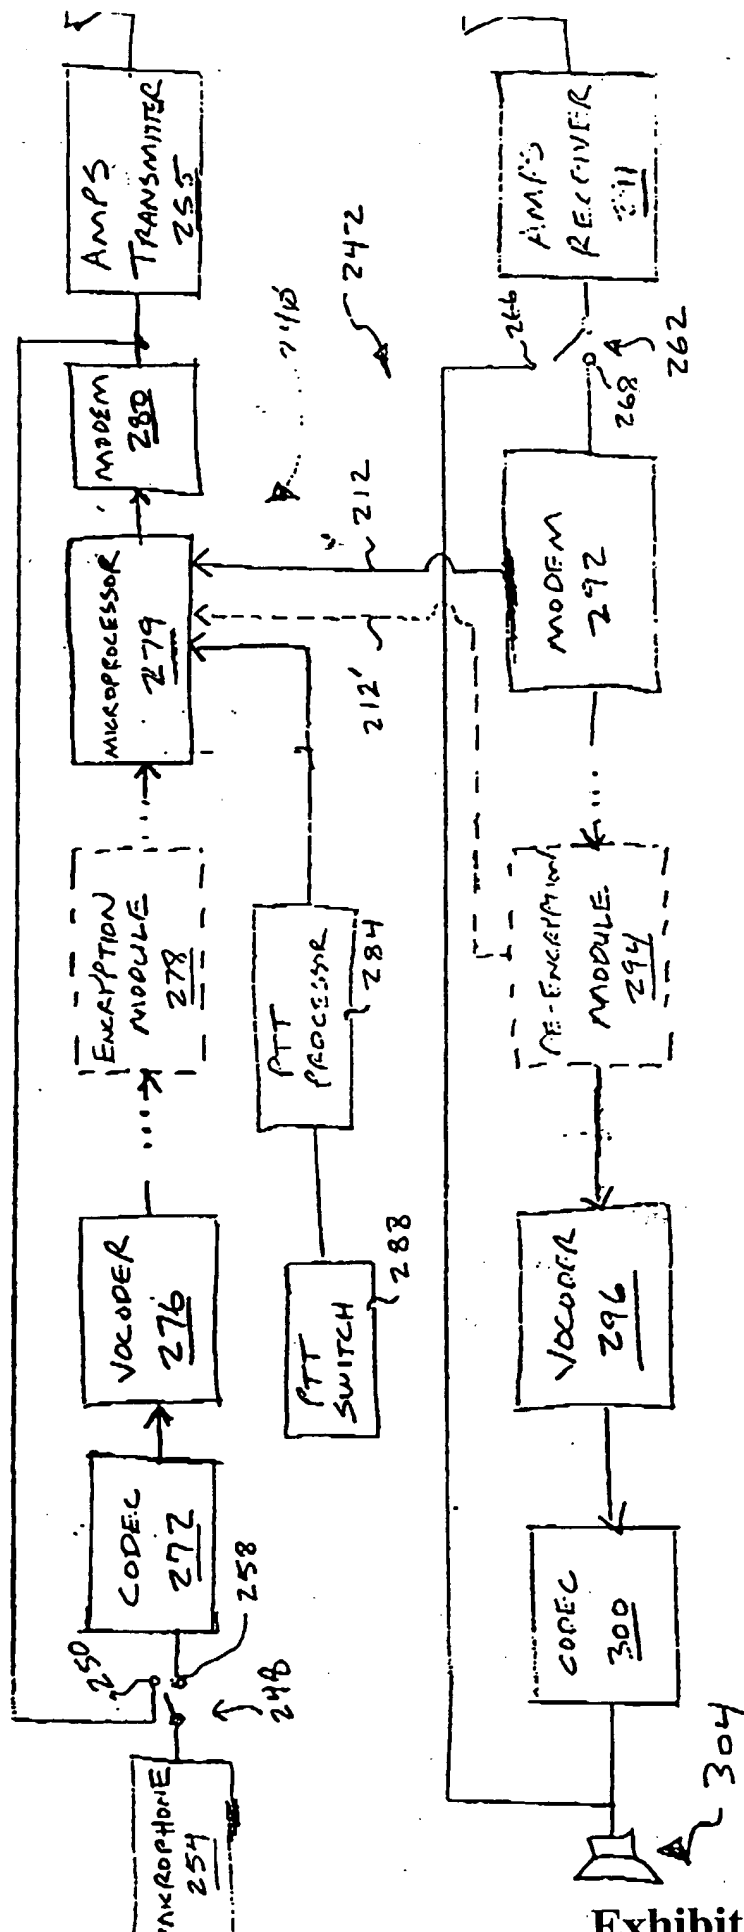 MICROPHONE
254
250
258
248
CODEC
272
VOCODER
276
ENCRYPTION
MODULE
278
MICROPROCESSOR
279
MODEM
280
AMPS
TRANSMITTER
255
PTT
SWITCH
288
PTT
PROCESSOR
284
212'
212
240
242
304
CODEC
300
VOCODER
296
DE-ENCRYPTION
MODULE
294
MODEM
292
266
268
262
AMPS
RECEIVER
Exhibit